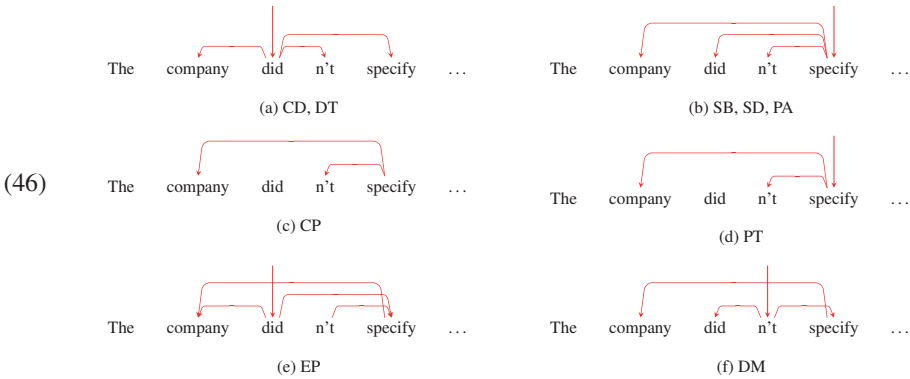 The company did n't specify ...
(a) CD, DT
The company did n't specify ...
(b) SB, SD, PA
(46)
The company did n't specify ...
(c) CP
The company did n't specify ...
(d) PT
The company did n't specify ...
(e) EP
The company did n't specify ...
(f) DM